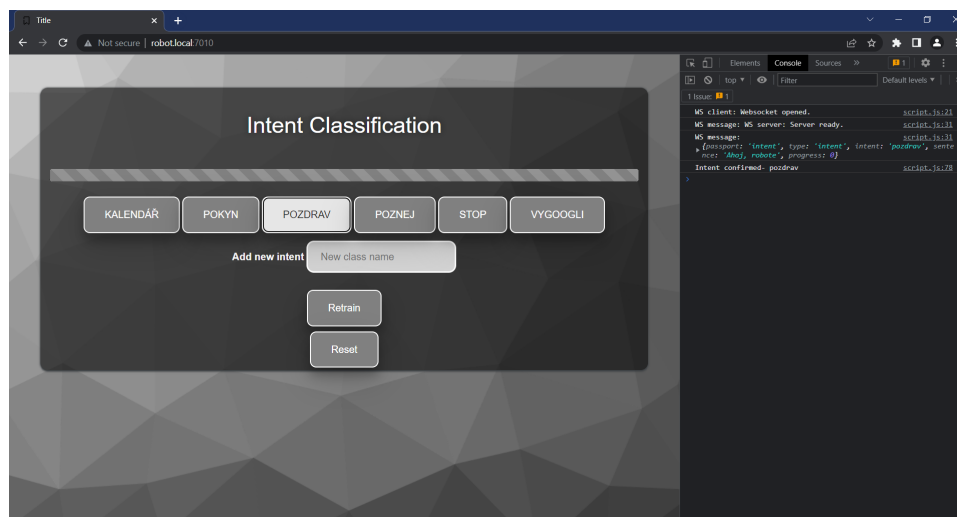 Title
Not secure | robot.local:7010
Elements Console Sources » 1
top ▼ Filter Default levels ▼
1 Issue: 1
WS client: Websocket opened. script.js:21
WS message: WS server: Server ready. script.js:31
WS message: script.js:31
{passport: 'intent', type: 'intent', intent: 'pozdrav', sente
nce: 'Ahoj, robote', progress: 0}
Intent confirmed- pozdrav script.js:78
Intent Classification
KALENDÁŘ POKYN POZDRAV POZNEJ STOP VYGOOGLI
Add new intent New class name
Retrain
Reset